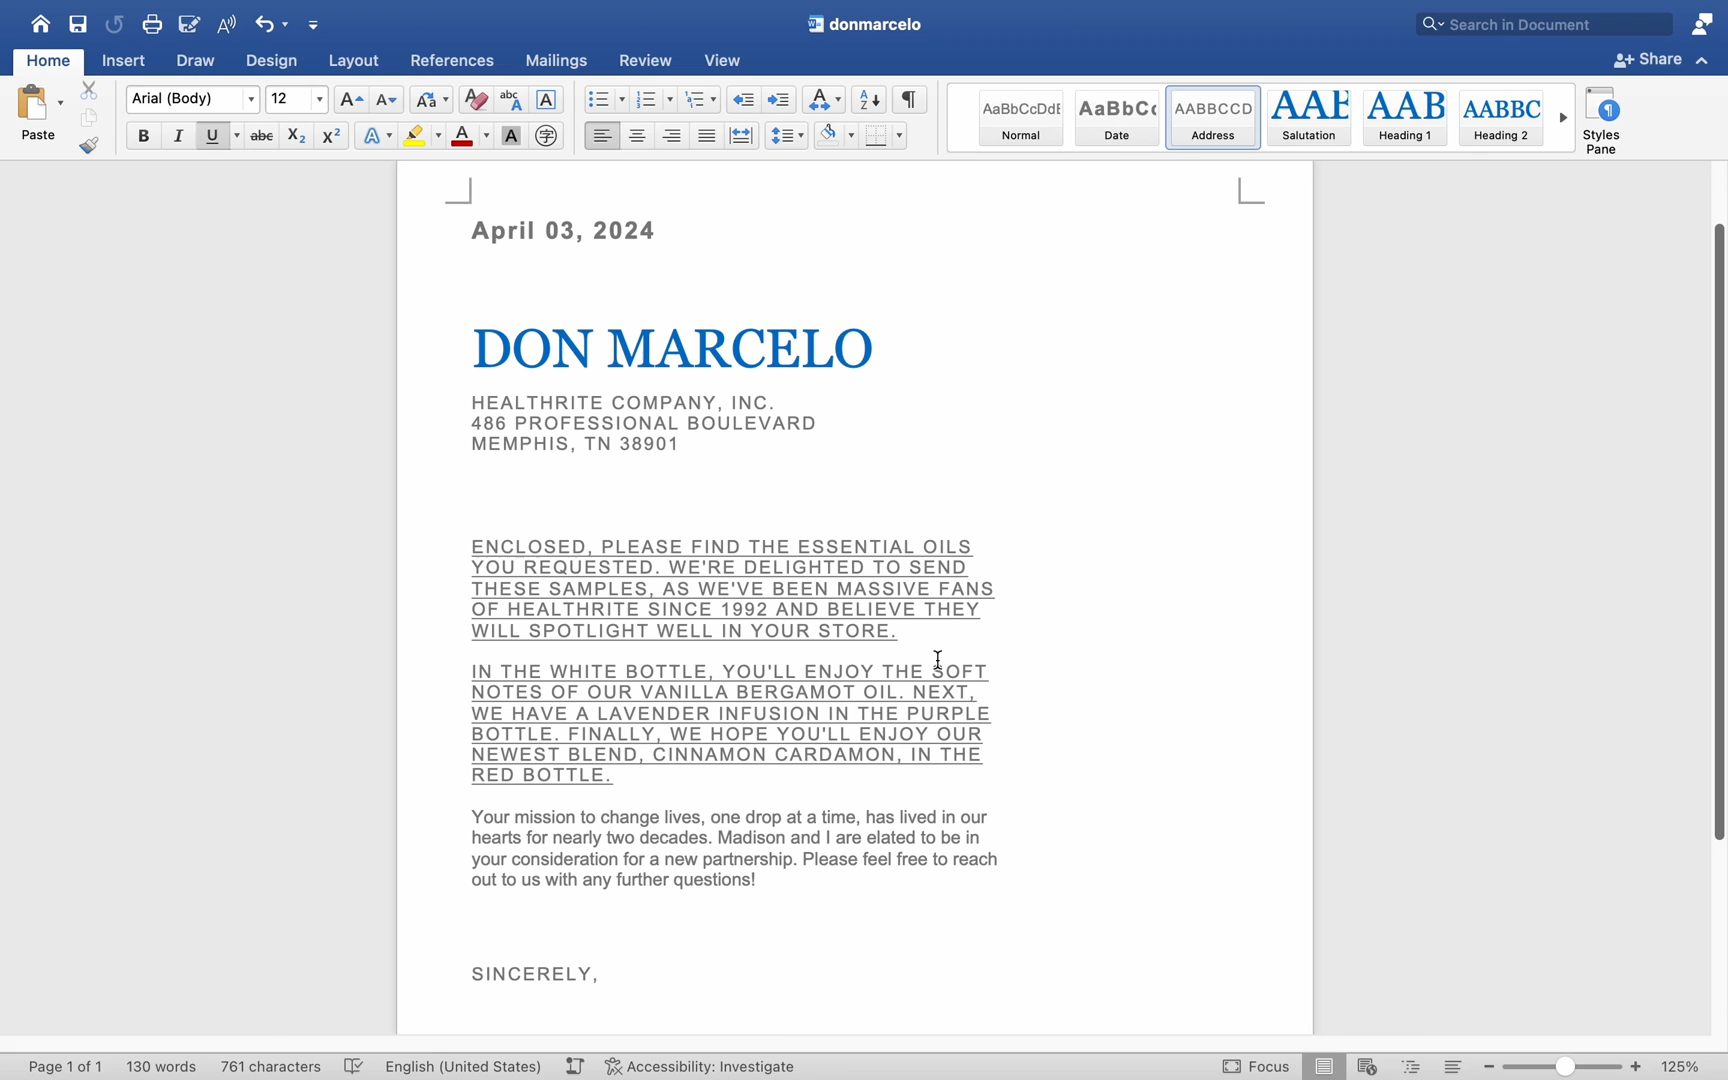 donmarcelo
Search in Document
Home Insert Draw Design Layout References Mailings Review View
Share
Paste
Arial (Body) 12
Aa
abc
A
AaBbCcDdE AaBbCc AABBCCD AAE AAB AABBC
Normal Date Address Salutation Heading 1 Heading 2
Styles
Pane
B I U abc X2 X2 A A A 字
April 03, 2024
DON MARCELO
HEALTHRITE COMPANY, INC.
486 PROFESSIONAL BOULEVARD
MEMPHIS, TN 38901
ENCLOSED, PLEASE FIND THE ESSENTIAL OILS
YOU REQUESTED. WE'RE DELIGHTED TO SEND
THESE SAMPLES, AS WE'VE BEEN MASSIVE FANS
OF HEALTHRITE SINCE 1992 AND BELIEVE THEY
WILL SPOTLIGHT WELL IN YOUR STORE.
IN THE WHITE BOTTLE, YOU'LL ENJOY THE SOFT
NOTES OF OUR VANILLA BERGAMOT OIL. NEXT,
WE HAVE A LAVENDER INFUSION IN THE PURPLE
BOTTLE. FINALLY, WE HOPE YOU'LL ENJOY OUR
NEWEST BLEND, CINNAMON CARDAMON, IN THE
RED BOTTLE.
Your mission to change lives, one drop at a time, has lived in our
hearts for nearly two decades. Madison and I are elated to be in
your consideration for a new partnership. Please feel free to reach
out to us with any further questions!
SINCERELY,
Page 1 of 1 130 words 761 characters English (United States) Accessibility: Investigate Focus 125%